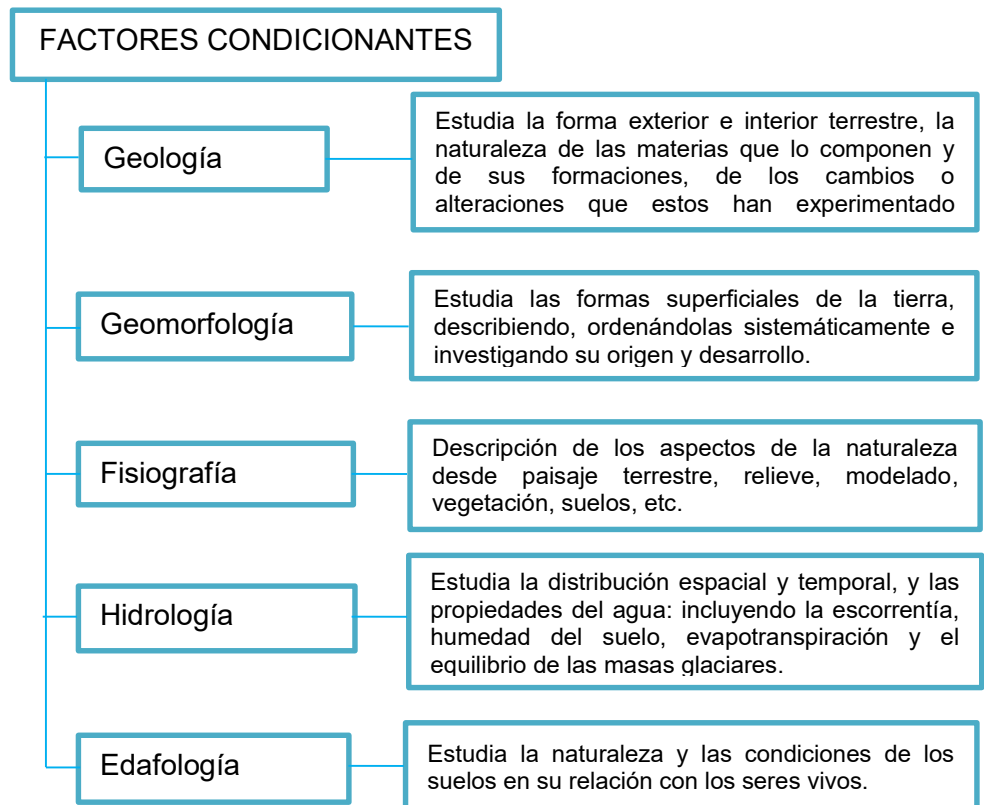 FACTORES CONDICIONANTES
Geología
Estudia la forma exterior e interior terrestre, la
naturaleza de las materias que lo componen y
de sus formaciones, de los cambios o
alteraciones que estos han experimentado
Geomorfología
Estudia las formas superficiales de la tierra,
describiendo, ordenándolas sistemáticamente e
investigando su origen y desarrollo.
Fisiografía
Descripción de los aspectos de la naturaleza
desde paisaje terrestre, relieve, modelado,
vegetación, suelos, etc.
Hidrología
Estudia la distribución espacial y temporal, y las
propiedades del agua: incluyendo la escorrentía,
humedad del suelo, evapotranspiración y el
equilibrio de las masas glaciares.
Edafología
Estudia la naturaleza y las condiciones de los
suelos en su relación con los seres vivos.